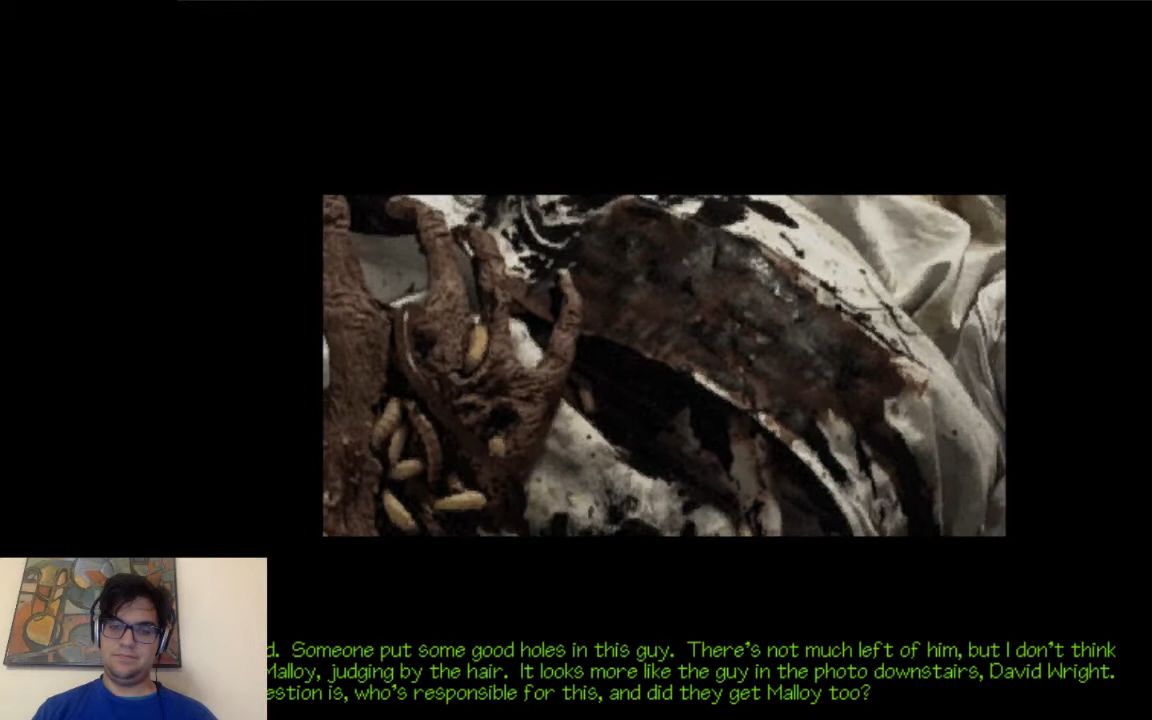 d. Someone put some good holes in this guy. There's not much left of him, but I don't think
Malloy, judging by the hair. It looks more like the guy in the photo downstairs, David Wright.
estion is, who's responsible for this, and did they get Malloy too?